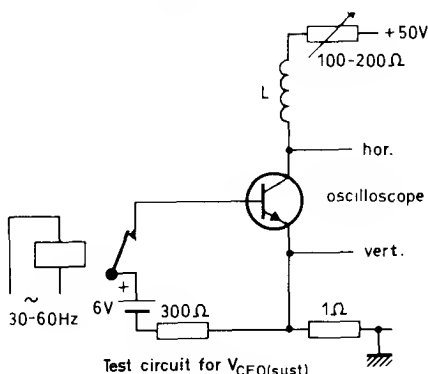 +50V
100-200Ω
L
hor.
oscilloscope
vert.
+
6V
300Ω
1Ω
~
30-60Hz
Test circuit for VCEO(sust)